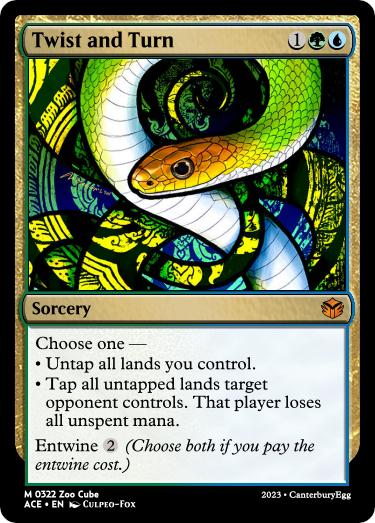 Twist and Turn 1
Sorcery
Choose one —
• Untap all lands you control.
• Tap all untapped lands target
opponent controls. That player loses
all unspent mana.
Entwine 2 (Choose both if you pay the
entwine cost.)
M 0322 Zoo Cube
ACE • EN Culpeo-Fox
2023 • CanterburyEgg